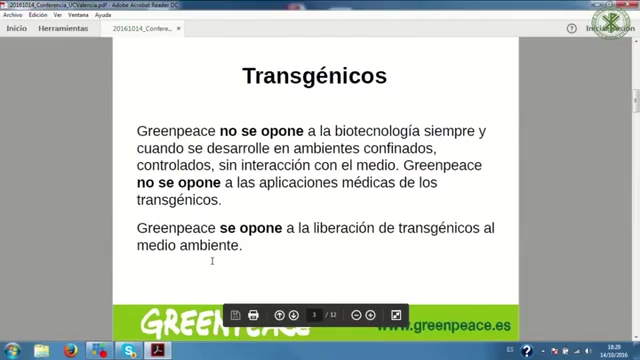 20161014_Conferencia_UCValencia.pdf - Adobe Acrobat Reader DC
Archivo Edición Ver Ventana Ayuda
Inicio Herramientas 20161014_Confere... Iniciar sesión
Transgénicos
Greenpeace no se opone a la biotecnología siempre y
cuando se desarrolle en ambientes confinados,
controlados, sin interacción con el medio. Greenpeace
no se opone a las aplicaciones médicas de los
transgénicos.
Greenpeace se opone a la liberación de transgénicos al
medio ambiente.
3 / 12
GREENPEACE www.greenpeace.es
ES 18:29
14/10/2016